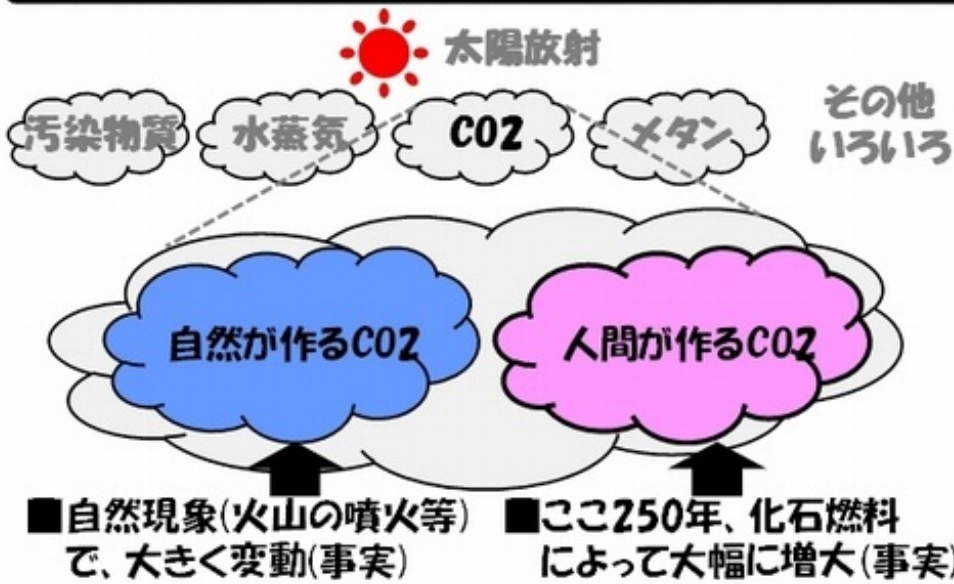 太陽放射
汚染物質
水蒸気
CO2
メタン
その他
いろいろ
自然が作るCO2
人間が作るCO2
■自然現象(火山の噴火等)
で、大きく変動(事実)
■ここ250年、化石燃料
によって大幅に増大(事実)